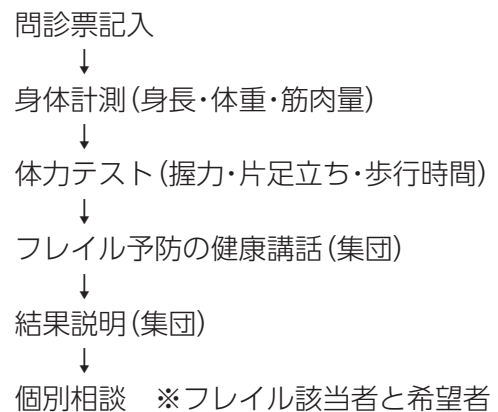 問診票記入
↓
身体計測（身長・体重・筋肉量）
↓
体力テスト（握力・片足立ち・歩行時間）
↓
フレイル予防の健康講話（集団）
↓
結果説明（集団）
↓
個別相談　※フレイル該当者と希望者